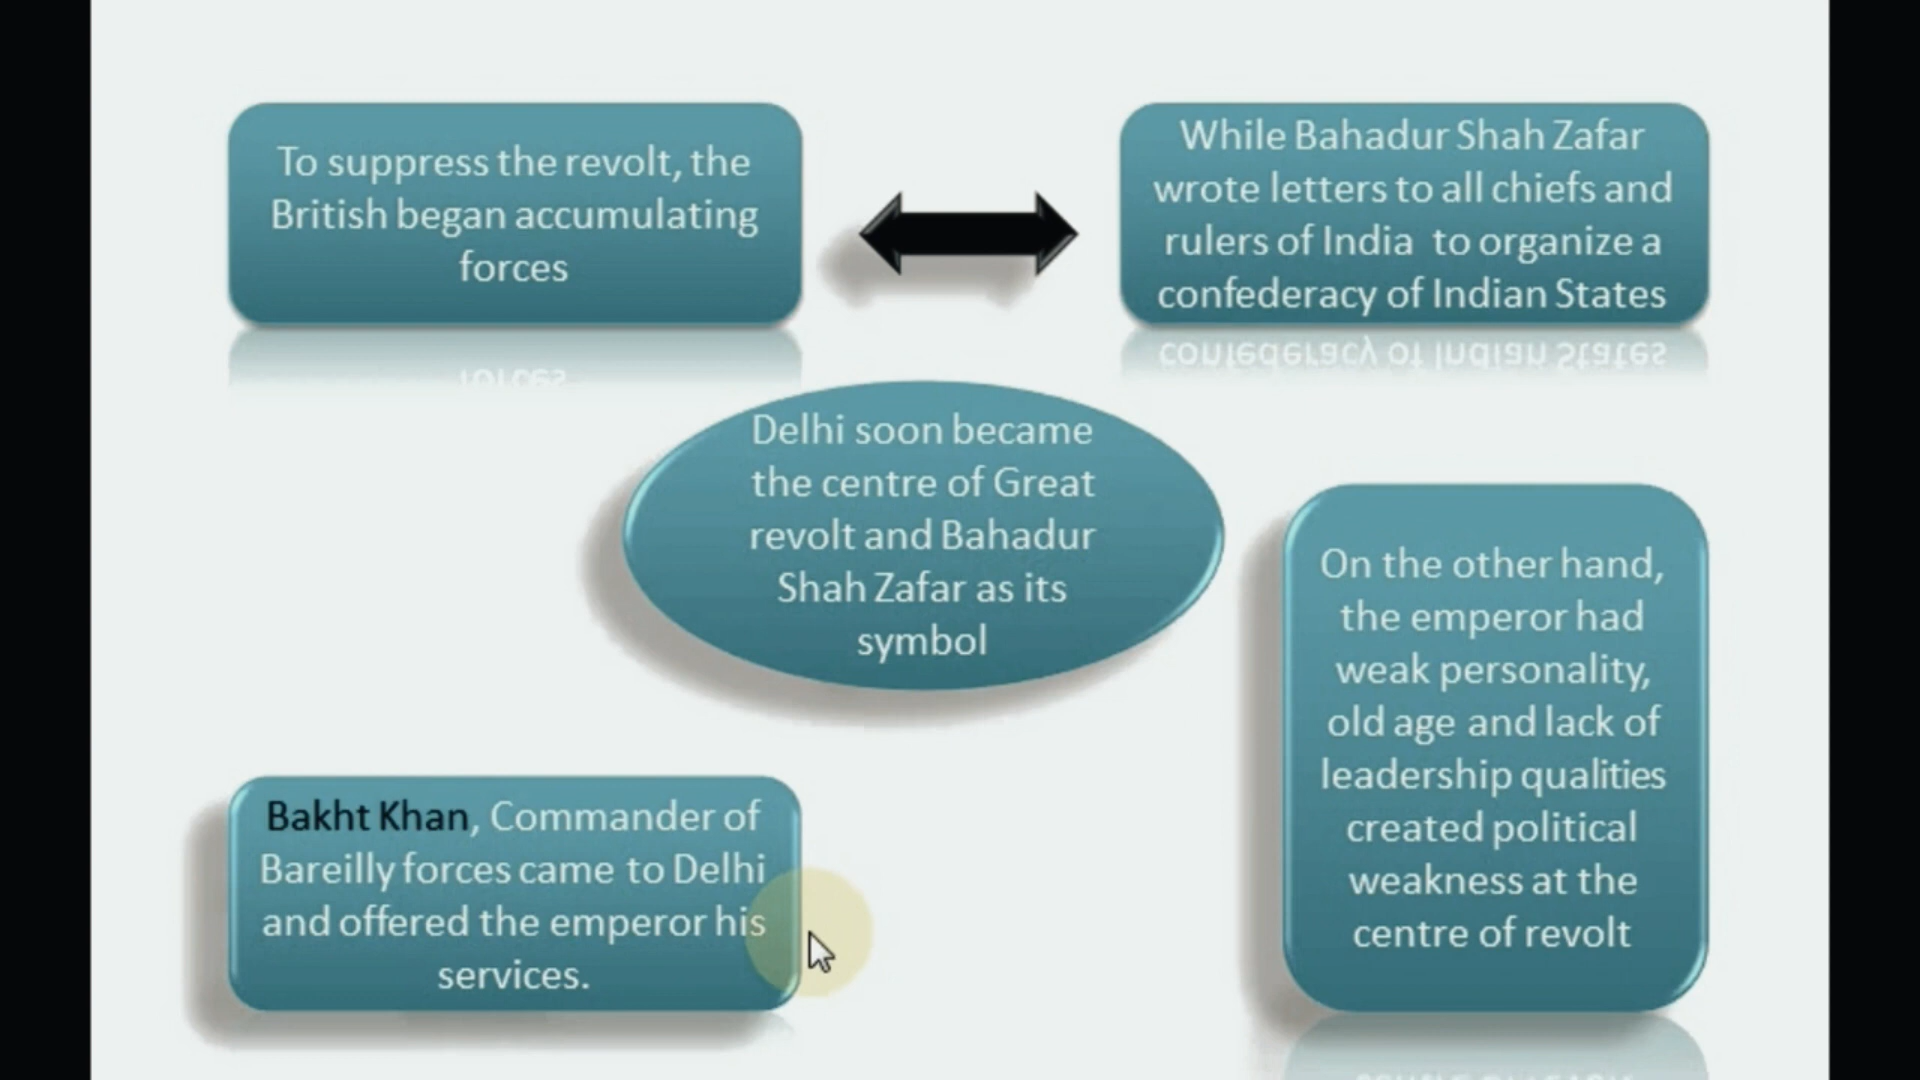 To suppress the revolt, the
British began accumulating
forces
While Bahadur Shah Zafar
wrote letters to all chiefs and
rulers of India to organize a
confederacy of Indian States
Delhi soon became
the centre of Great
revolt and Bahadur
Shah Zafar as its
symbol
On the other hand,
the emperor had
weak personality,
old age and lack of
leadership qualities
created political
weakness at the
centre of revolt
Bakht Khan, Commander of
Bareilly forces came to Delhi
and offered the emperor his
services.